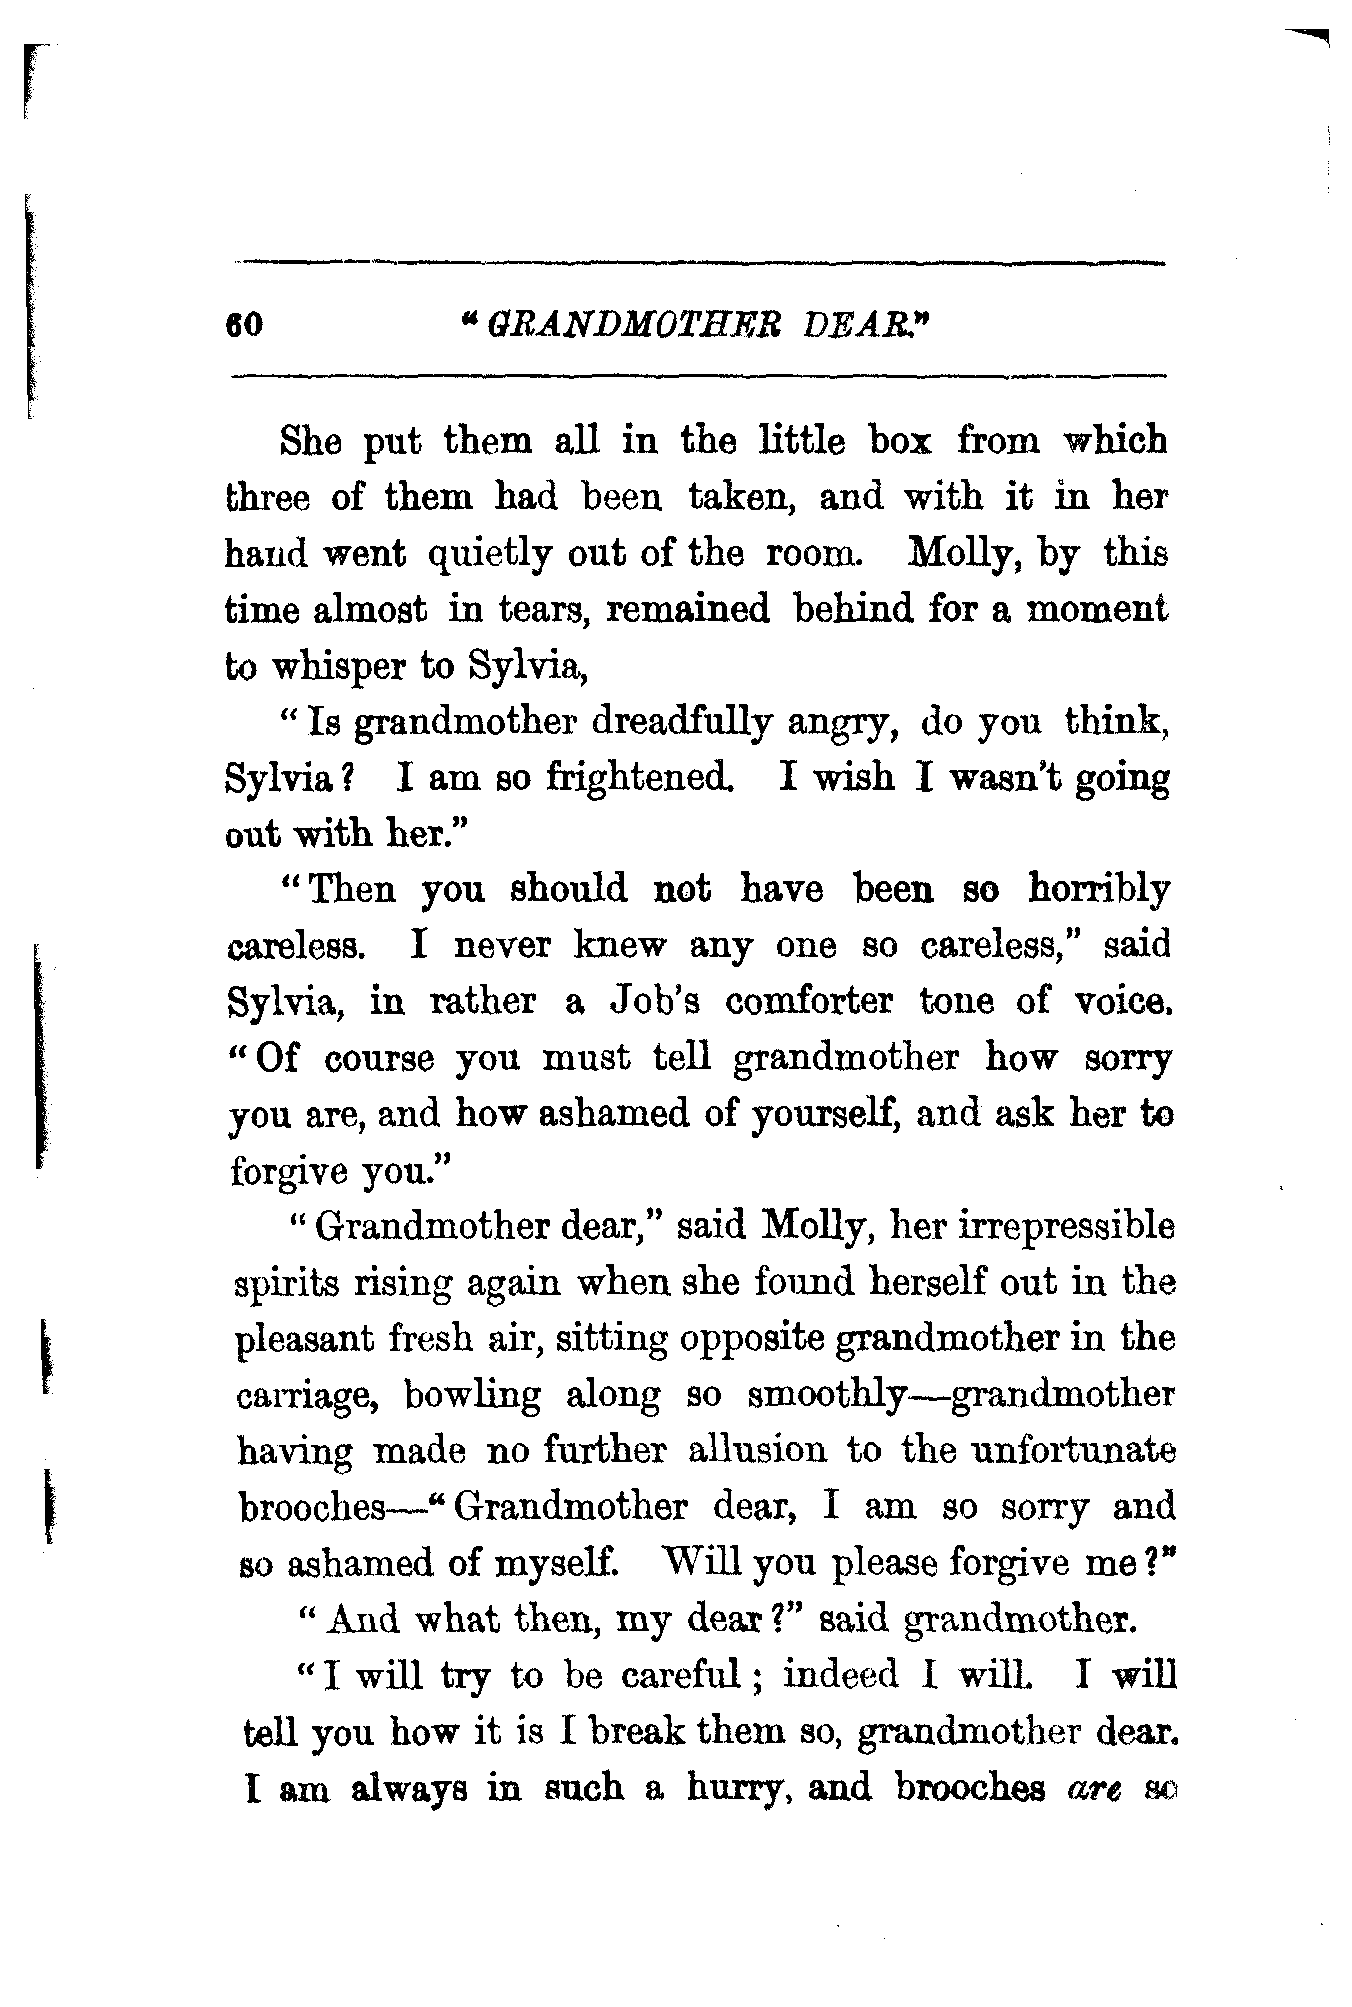 60 "GRANDMOTHER DEAR."
She put them all in the little box from which
three of them had been taken, and with it in her
hand went quietly out of the room. Molly, by this
time almost in tears, remained behind for a moment
to whisper to Sylvia,
"Is grandmother dreadfully angry, do you think,
Sylvia? I am so frightened. I wish I wasn't going
out with her."
"Then you should not have been so horribly
careless. I never knew any one so careless," said
Sylvia, in rather a Job's comforter tone of voice.
"Of course you must tell grandmother how sorry
you are, and how ashamed of yourself, and ask her to
forgive you."
"Grandmother dear," said Molly, her irrepressible
spirits rising again when she found herself out in the
pleasant fresh air, sitting opposite grandmother in the
carriage, bowling along so smoothly—grandmother
having made no further allusion to the unfortunate
brooches—"Grandmother dear, I am so sorry and
so ashamed of myself. Will you please forgive me?"
"And what then, my dear?" said grandmother.
"I will try to be careful; indeed I will. I will
tell you how it is I break them so, grandmother dear.
I am always in such a hurry, and brooches are so